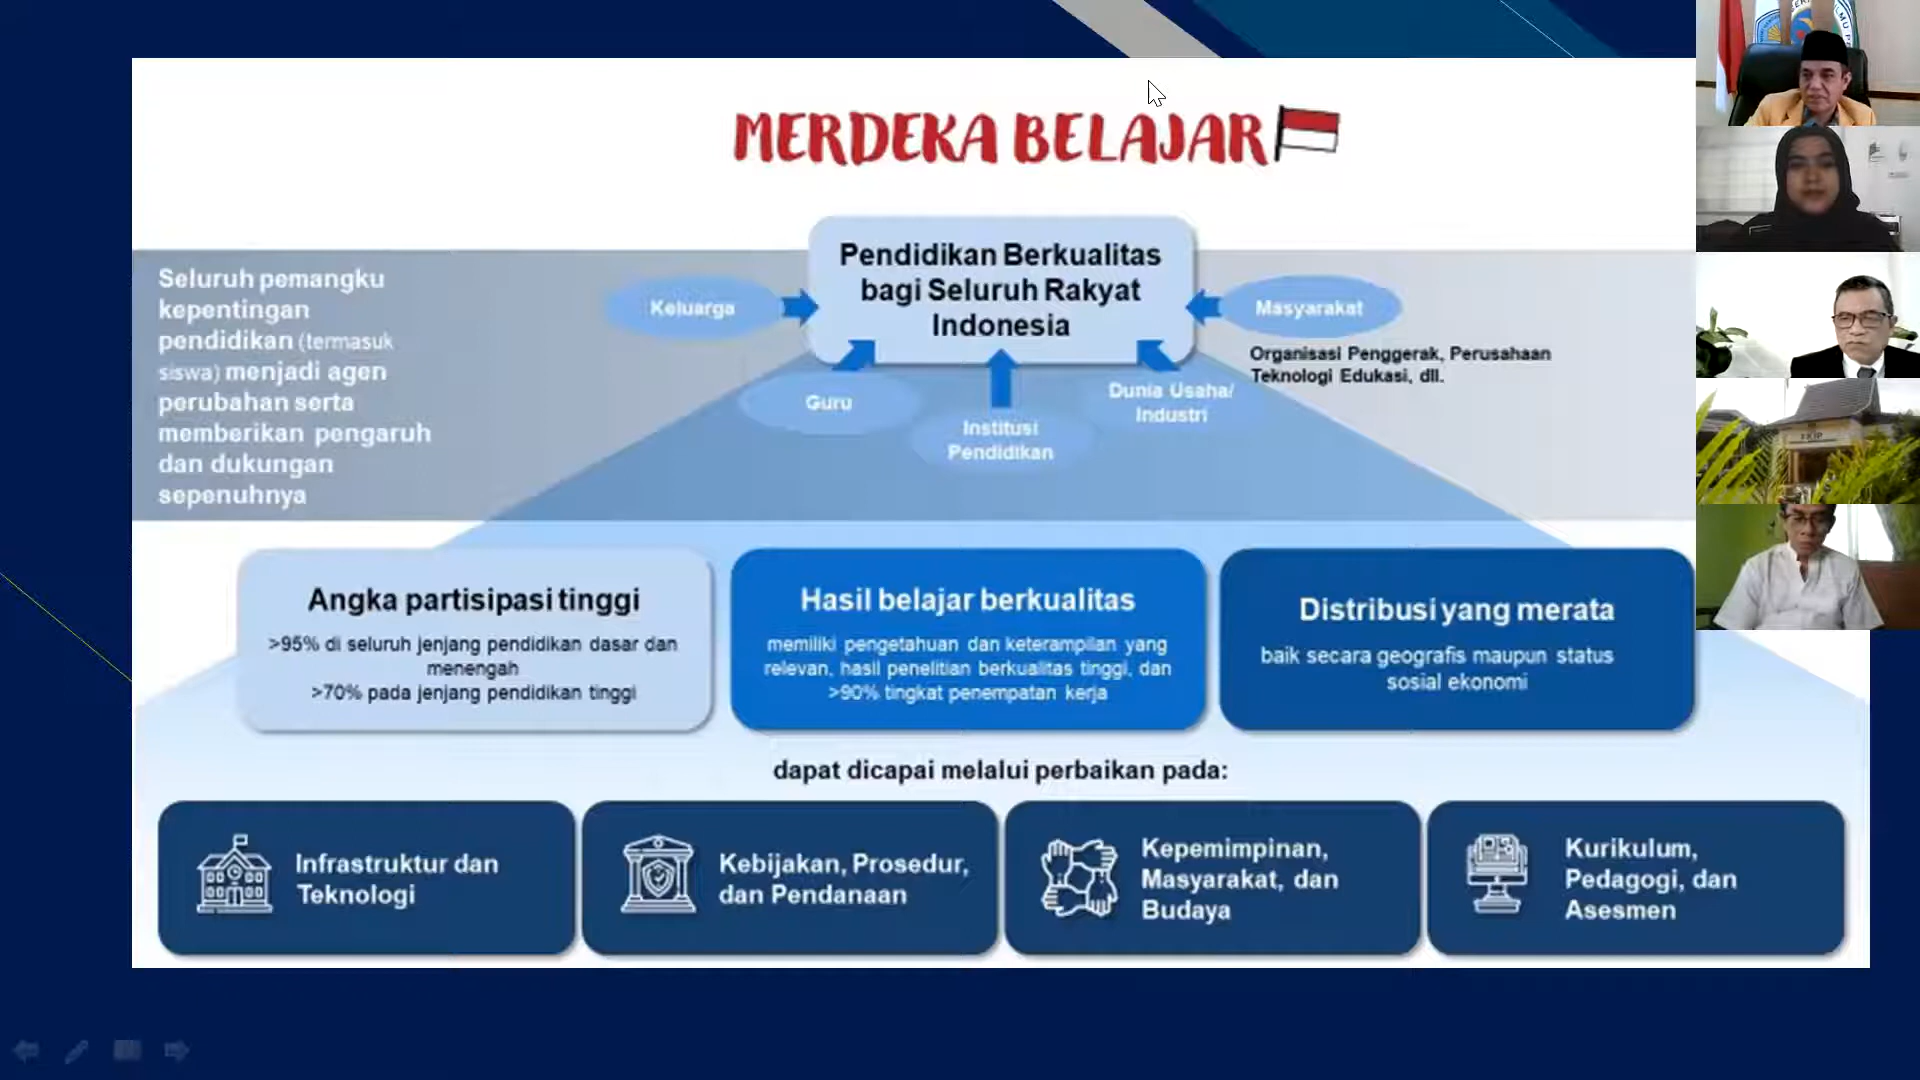 MERDEKA BELAJAR
Pendidikan Berkualitas
bagi Seluruh Rakyat
Indonesia
Seluruh pemangku
kepentingan
pendidikan (termasuk
siswa) menjadi agen
perubahan serta
memberikan pengaruh
dan dukungan
sepenuhnya
Keluarga
Guru
Institusi
Pendidikan
Dunia Usaha/
Industri
Masyarakat
Organisasi Penggerak, Perusahaan
Teknologi Edukasi, dll.
Angka partisipasi tinggi
>95% di seluruh jenjang pendidikan dasar dan
menengah
>70% pada jenjang pendidikan tinggi
Hasil belajar berkualitas
memiliki pengetahuan dan keterampilan yang
relevan, hasil penelitian berkualitas tinggi, dan
>90% tingkat penempatan kerja
Distribusi yang merata
baik secara geografis maupun status
sosial ekonomi
dapat dicapai melalui perbaikan pada:
Infrastruktur dan
Teknologi
Kebijakan, Prosedur,
dan Pendanaan
Kepemimpinan,
Masyarakat, dan
Budaya
Kurikulum,
Pedagogi, dan
Asesmen
FKIP